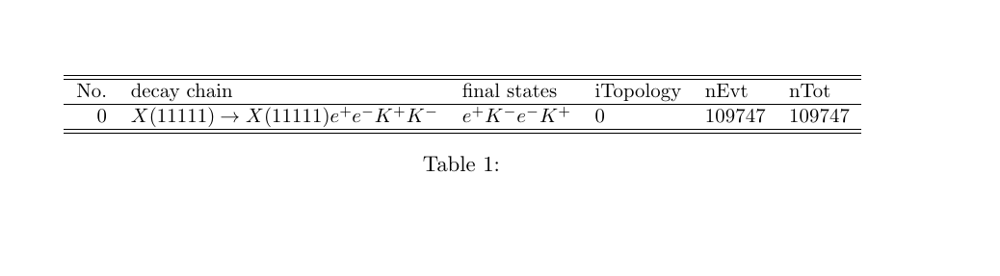 No. decay chain final states iTopology nEvt nTot
0 X(11111) → X(11111)e⁺e⁻K⁺K⁻ e⁺K⁻e⁻K⁺ 0 109747 109747
Table 1: